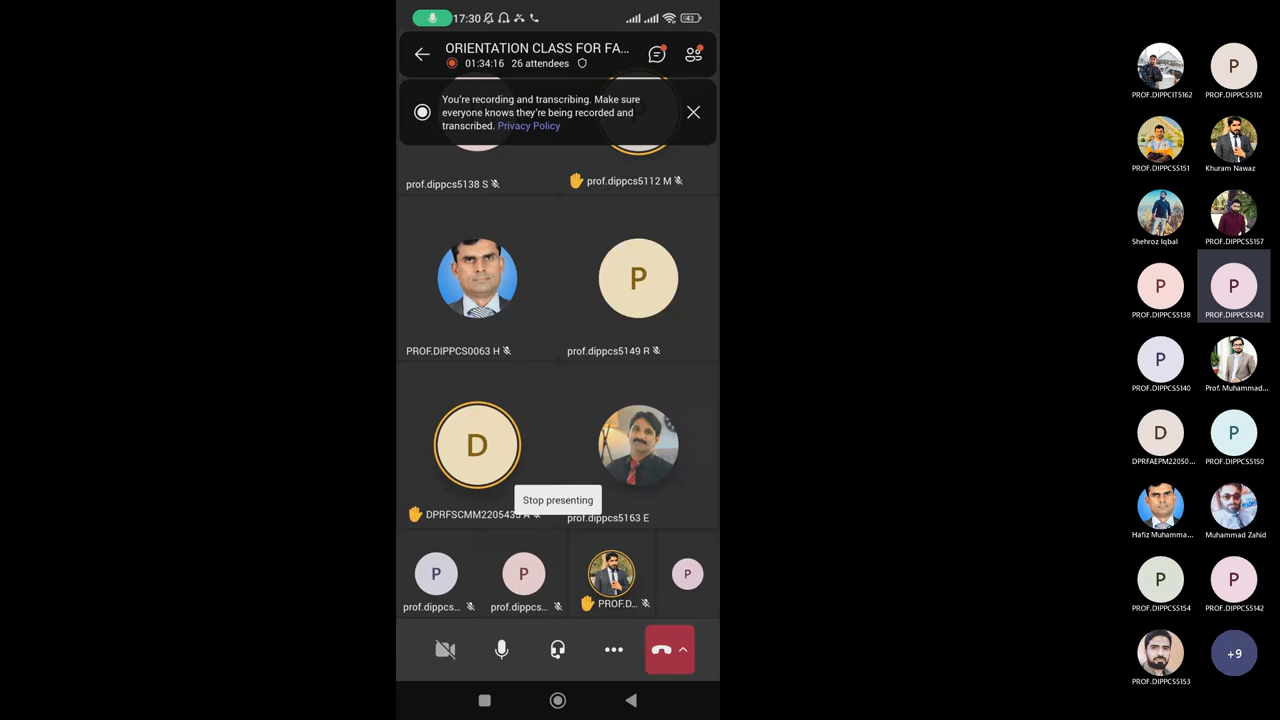 17:30
43
ORIENTATION CLASS FOR FA...
01:34:16 26 attendees
You're recording and transcribing. Make sure
everyone knows they're being recorded and
transcribed. Privacy Policy
prof.dippcs5138 S
prof.dippcs5112 M
P
PROF.DIPPCS0063 H
prof.dippcs5149 R
D
Stop presenting
prof.dippcs5163 E
P
P
P
prof.dippcs...
prof.dippcs...
PROF.D...
P
PROF.DIPPCIT5162
PROF.DIPPCS5112
PROF.DIPPCS5151
Khuram Nawaz
Shehroz Iqbal
PROF.DIPPCS5157
P
P
PROF.DIPPCS5138
PROF.DIPPCS5142
P
PROF.DIPPCS5140
Prof. Muhammad...
D
P
DPRFAEPM22050...
PROF.DIPPCS5150
Hafiz Muhamma...
Muhammad Zahid
P
P
PROF.DIPPCS5154
PROF.DIPPCS5142
+9
PROF.DIPPCS5153